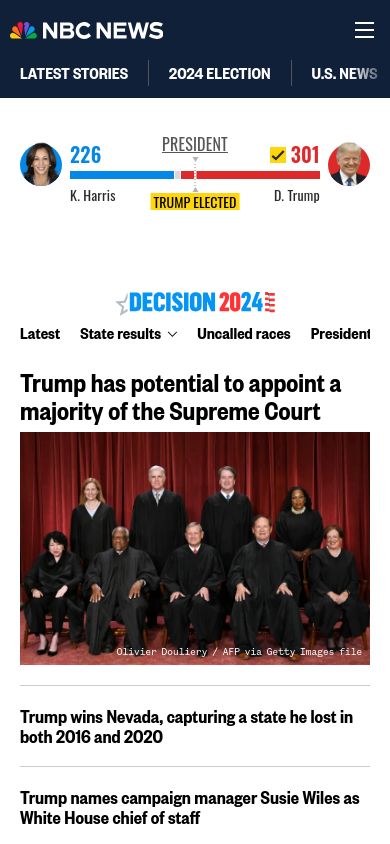 NBC NEWS
LATEST STORIES
2024 ELECTION
U.S. NEWS
PRESIDENT
226
301
K. Harris
D. Trump
TRUMP ELECTED
DECISION 2024
Latest
State results
Uncalled races
President
Trump has potential to appoint a
majority of the Supreme Court
Olivier Douliery / AFP via Getty Images file
Trump wins Nevada, capturing a state he lost in
both 2016 and 2020
Trump names campaign manager Susie Wiles as
White House chief of staff